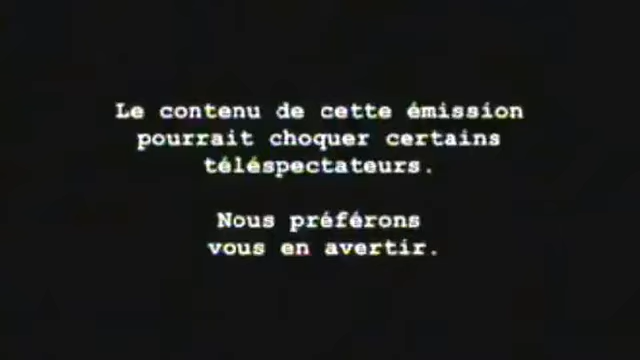 Le contenu de cette émission
pourrait choquer certains
téléspectateurs.
Nous préférons
vous en avertir.